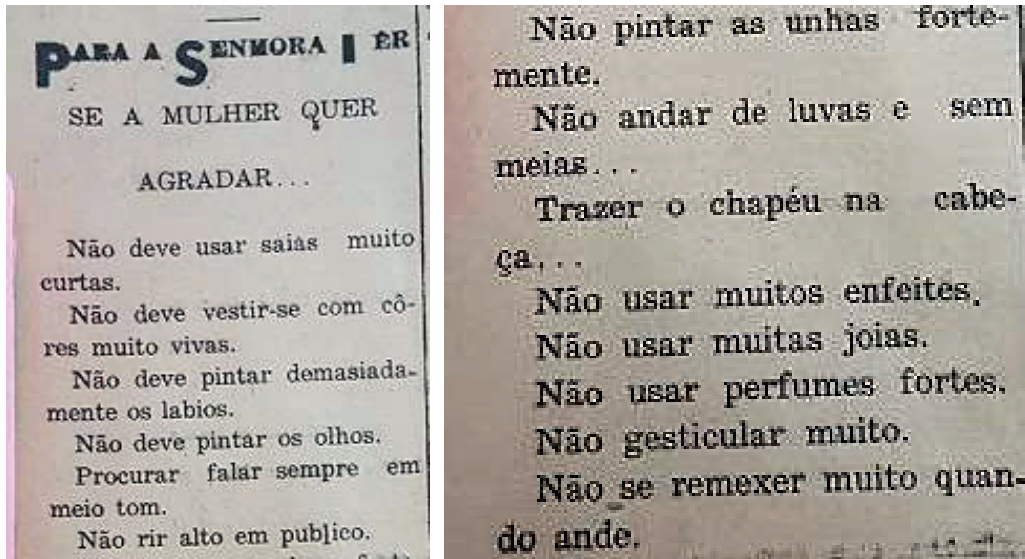 PARA A SENHORA LER
SE A MULHER QUER
AGRADAR...
Não deve usar saias muito
curtas.
Não deve vestir-se com cô-
res muito vivas.
Não deve pintar demasiada-
mente os labios.
Não deve pintar os olhos.
Procurar falar sempre em
meio tom.
Não rir alto em publico.
Não pintar as unhas forte-
mente.
Não andar de luvas e sem
meias...
Trazer o chapéu na cabe-
ça...
Não usar muitos enfeites.
Não usar muitas joias.
Não usar perfumes fortes.
Não gesticular muito.
Não se remexer muito quan-
do ande.